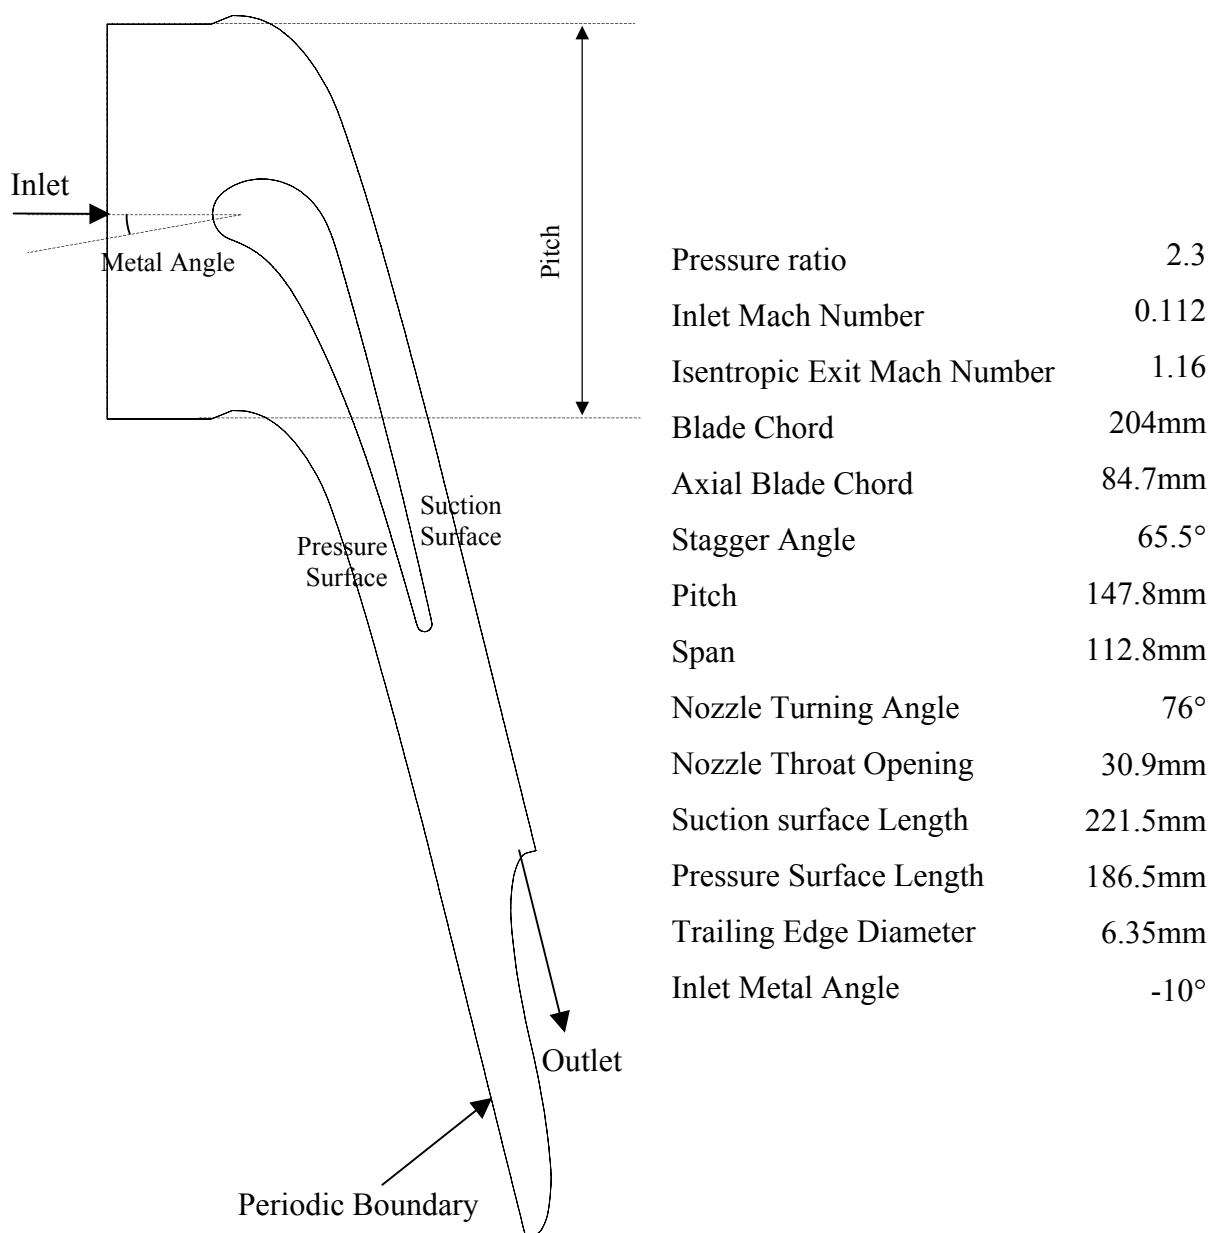 Inlet
Metal Angle
Pitch
Suction
Surface
Pressure
Surface
Outlet
Periodic Boundary
Pressure ratio 2.3
Inlet Mach Number 0.112
Isentropic Exit Mach Number 1.16
Blade Chord 204mm
Axial Blade Chord 84.7mm
Stagger Angle 65.5°
Pitch 147.8mm
Span 112.8mm
Nozzle Turning Angle 76°
Nozzle Throat Opening 30.9mm
Suction surface Length 221.5mm
Pressure Surface Length 186.5mm
Trailing Edge Diameter 6.35mm
Inlet Metal Angle -10°